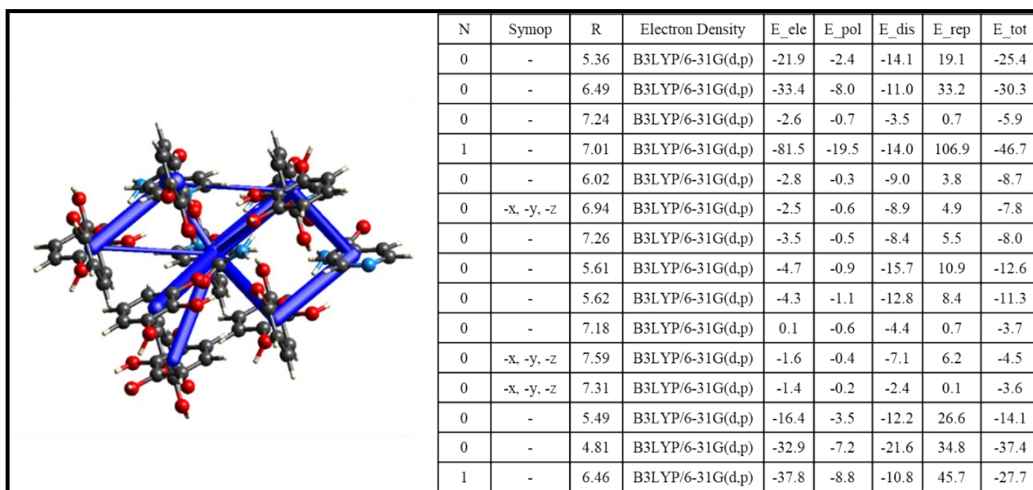 N Symop R Electron Density E_ele E_pol E_dis E_rep E_tot
0 - 5.36 B3LYP/6-31G(d,p) -21.9 -2.4 -14.1 19.1 -25.4
0 - 6.49 B3LYP/6-31G(d,p) -33.4 -8.0 -11.0 33.2 -30.3
0 - 7.24 B3LYP/6-31G(d,p) -2.6 -0.7 -3.5 0.7 -5.9
1 - 7.01 B3LYP/6-31G(d,p) -81.5 -19.5 -14.0 106.9 -46.7
0 - 6.02 B3LYP/6-31G(d,p) -2.8 -0.3 -9.0 3.8 -8.7
0 -x, -y, -z 6.94 B3LYP/6-31G(d,p) -2.5 -0.6 -8.9 4.9 -7.8
0 - 7.26 B3LYP/6-31G(d,p) -3.5 -0.5 -8.4 5.5 -8.0
0 - 5.61 B3LYP/6-31G(d,p) -4.7 -0.9 -15.7 10.9 -12.6
0 - 5.62 B3LYP/6-31G(d,p) -4.3 -1.1 -12.8 8.4 -11.3
0 - 7.18 B3LYP/6-31G(d,p) 0.1 -0.6 -4.4 0.7 -3.7
0 -x, -y, -z 7.59 B3LYP/6-31G(d,p) -1.6 -0.4 -7.1 6.2 -4.5
0 -x, -y, -z 7.31 B3LYP/6-31G(d,p) -1.4 -0.2 -2.4 0.1 -3.6
0 - 5.49 B3LYP/6-31G(d,p) -16.4 -3.5 -12.2 26.6 -14.1
0 - 4.81 B3LYP/6-31G(d,p) -32.9 -7.2 -21.6 34.8 -37.4
1 - 6.46 B3LYP/6-31G(d,p) -37.8 -8.8 -10.8 45.7 -27.7